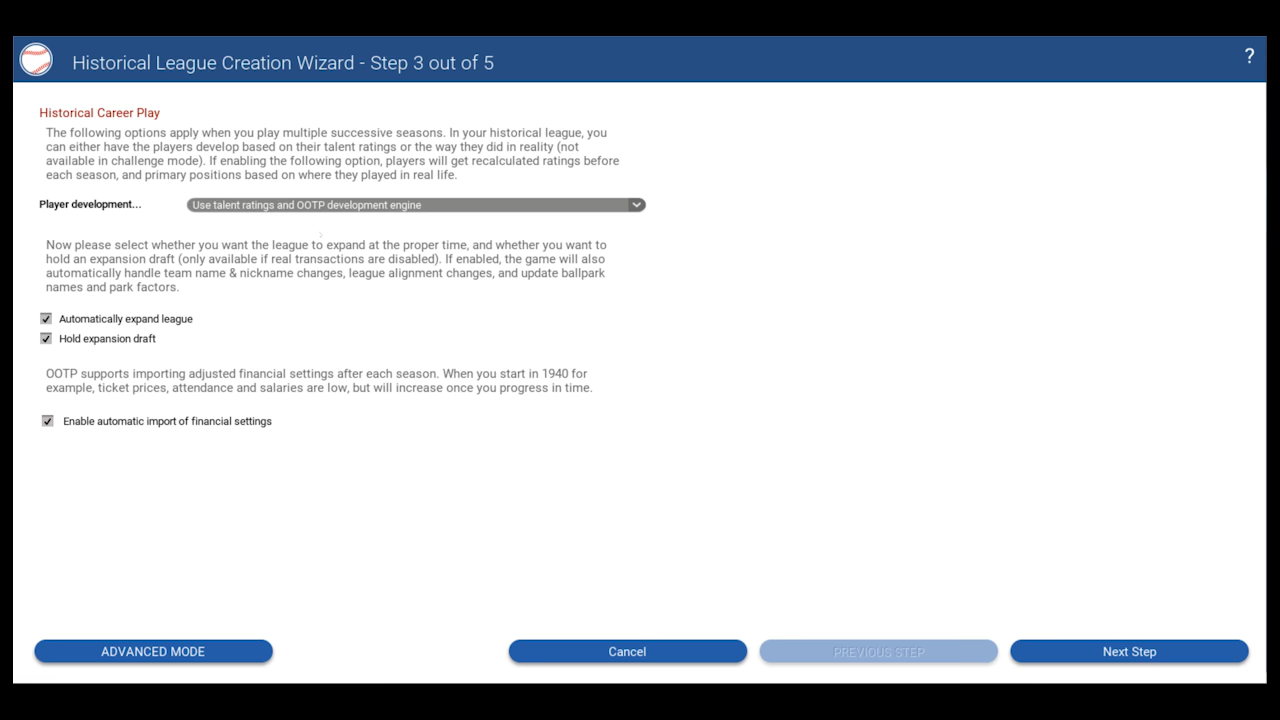 Historical League Creation Wizard - Step 3 out of 5
?
Historical Career Play
The following options apply when you play multiple successive seasons. In your historical league, you
can either have the players develop based on their talent ratings or the way they did in reality (not
available in challenge mode). If enabling the following option, players will get recalculated ratings before
each season, and primary positions based on where they played in real life.
Player development...
Use talent ratings and OOTP development engine
Now please select whether you want the league to expand at the proper time, and whether you want to
hold an expansion draft (only available if real transactions are disabled). If enabled, the game will also
automatically handle team name & nickname changes, league alignment changes, and update ballpark
names and park factors.
Automatically expand league
Hold expansion draft
OOTP supports importing adjusted financial settings after each season. When you start in 1940 for
example, ticket prices, attendance and salaries are low, but will increase once you progress in time.
Enable automatic import of financial settings
ADVANCED MODE
Cancel
PREVIOUS STEP
Next Step